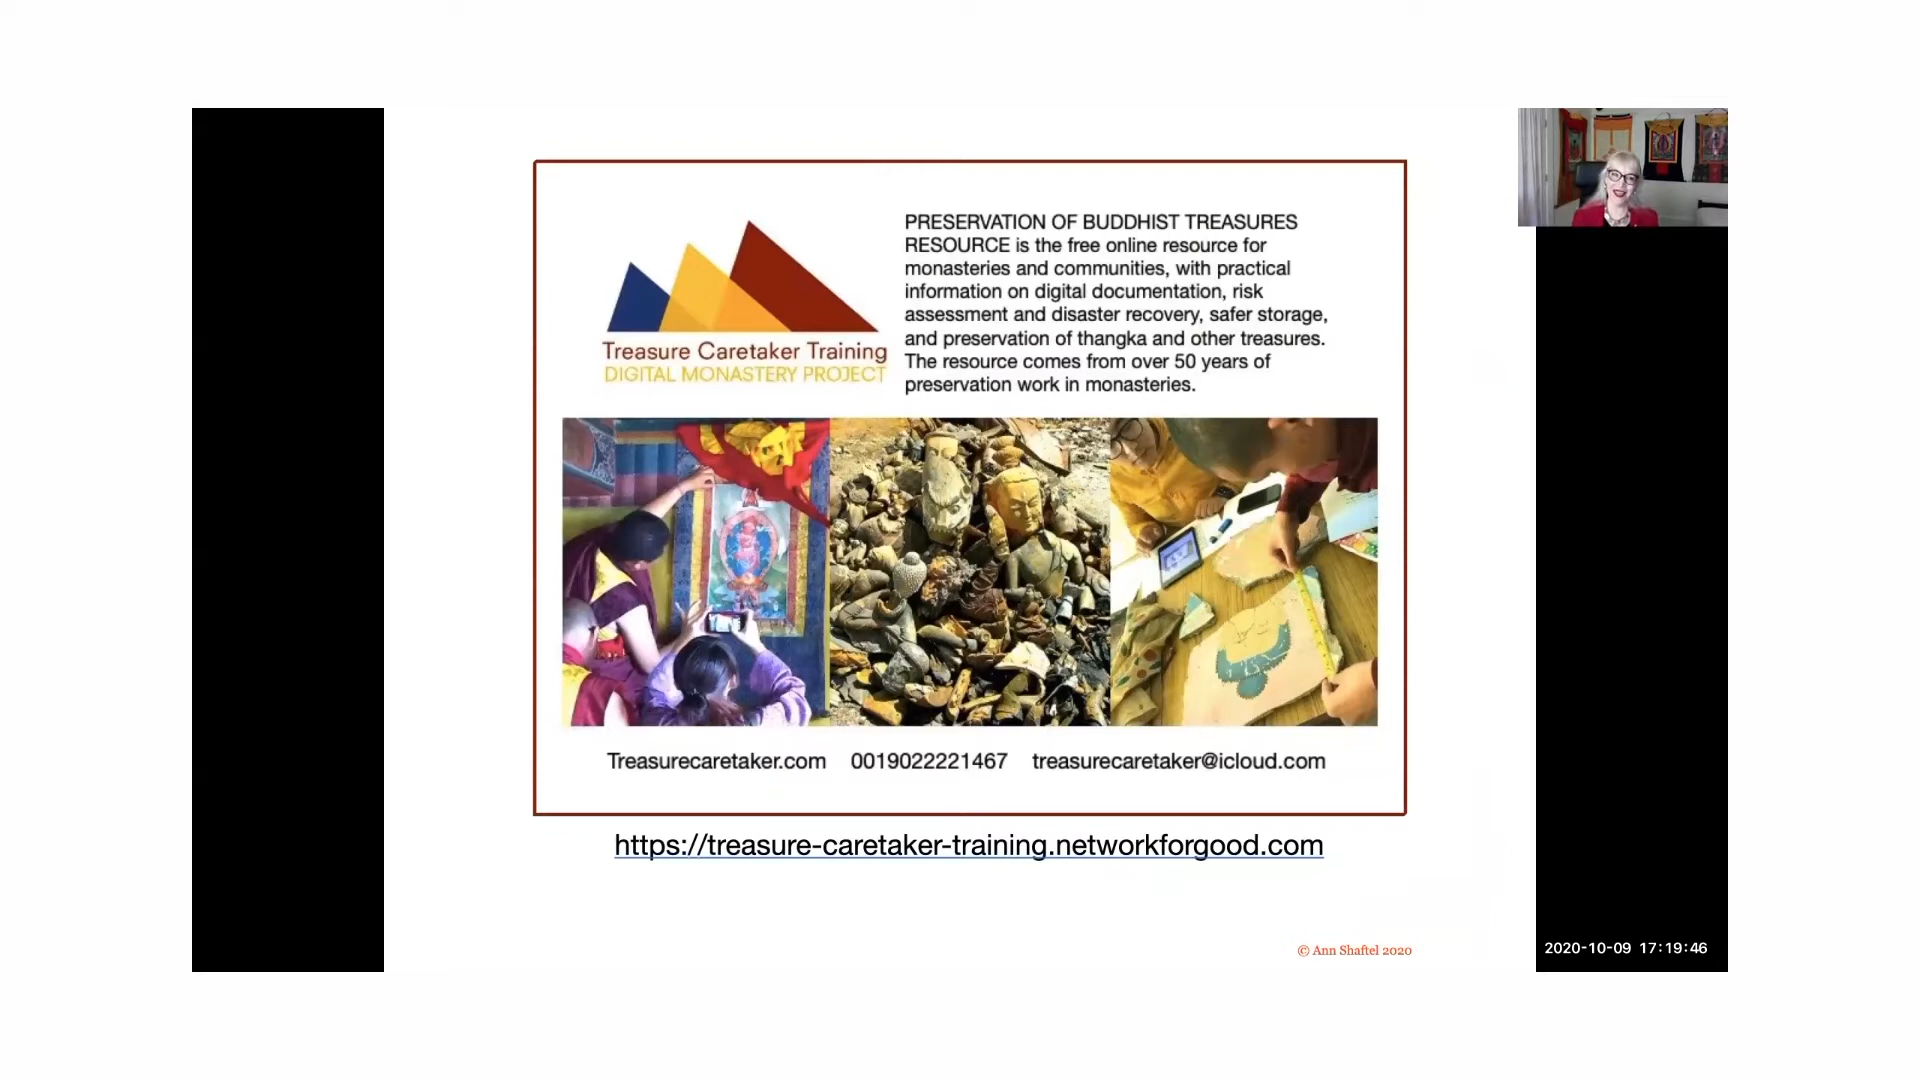 PRESERVATION OF BUDDHIST TREASURES
RESOURCE is the free online resource for
monasteries and communities, with practical
information on digital documentation, risk
assessment and disaster recovery, safer storage,
and preservation of thangka and other treasures.
The resource comes from over 50 years of
preservation work in monasteries.
Treasure Caretaker Training
DIGITAL MONASTERY PROJECT
Treasurecaretaker.com 0019022221467 treasurecaretaker@icloud.com
https://treasure-caretaker-training.networkforgood.com
© Ann Shaftel 2020
2020-10-09 17:19:46